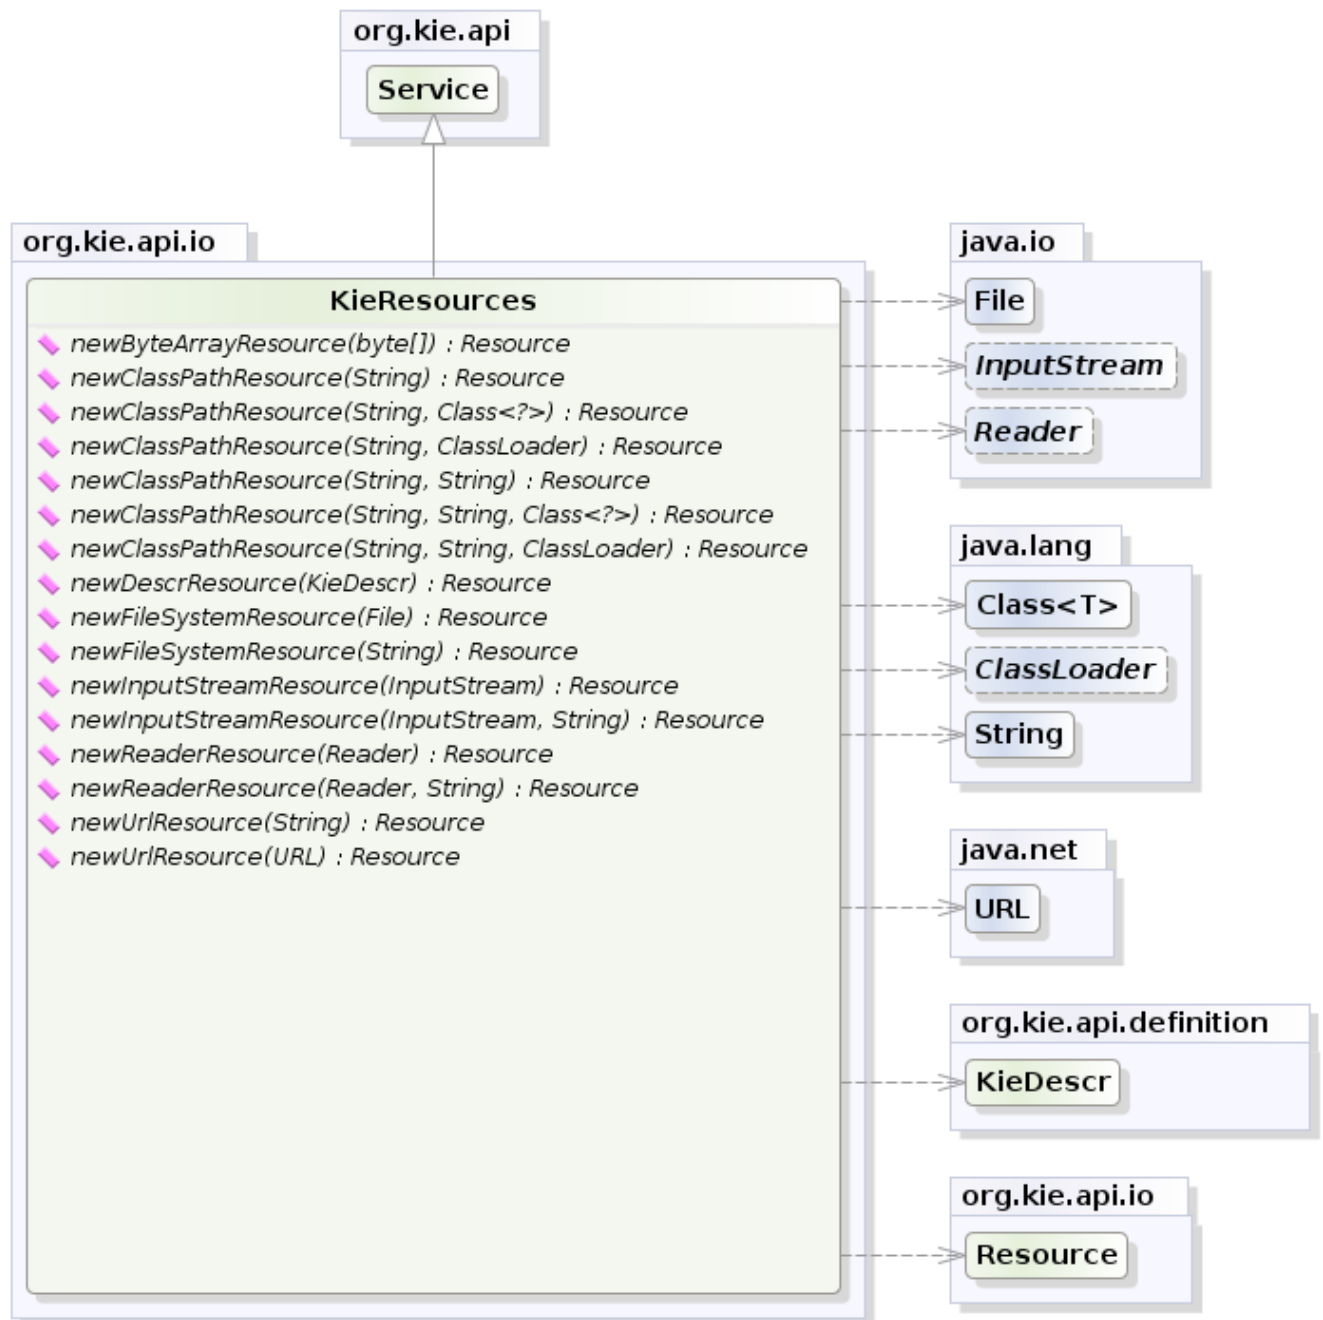 org.kie.api
Service
org.kie.api.io
KieResources
newByteArrayResource(byte[]) : Resource
newClassPathResource(String) : Resource
newClassPathResource(String, Class<?>) : Resource
newClassPathResource(String, ClassLoader) : Resource
newClassPathResource(String, String) : Resource
newClassPathResource(String, String, Class<?>) : Resource
newClassPathResource(String, String, ClassLoader) : Resource
newDescrResource(KieDescr) : Resource
newFileSystemResource(File) : Resource
newFileSystemResource(String) : Resource
newInputStreamResource(InputStream) : Resource
newInputStreamResource(InputStream, String) : Resource
newReaderResource(Reader) : Resource
newReaderResource(Reader, String) : Resource
newUrlResource(String) : Resource
newUrlResource(URL) : Resource
java.io
File
InputStream
Reader
java.lang
Class<T>
ClassLoader
String
java.net
URL
org.kie.api.definition
KieDescr
org.kie.api.io
Resource